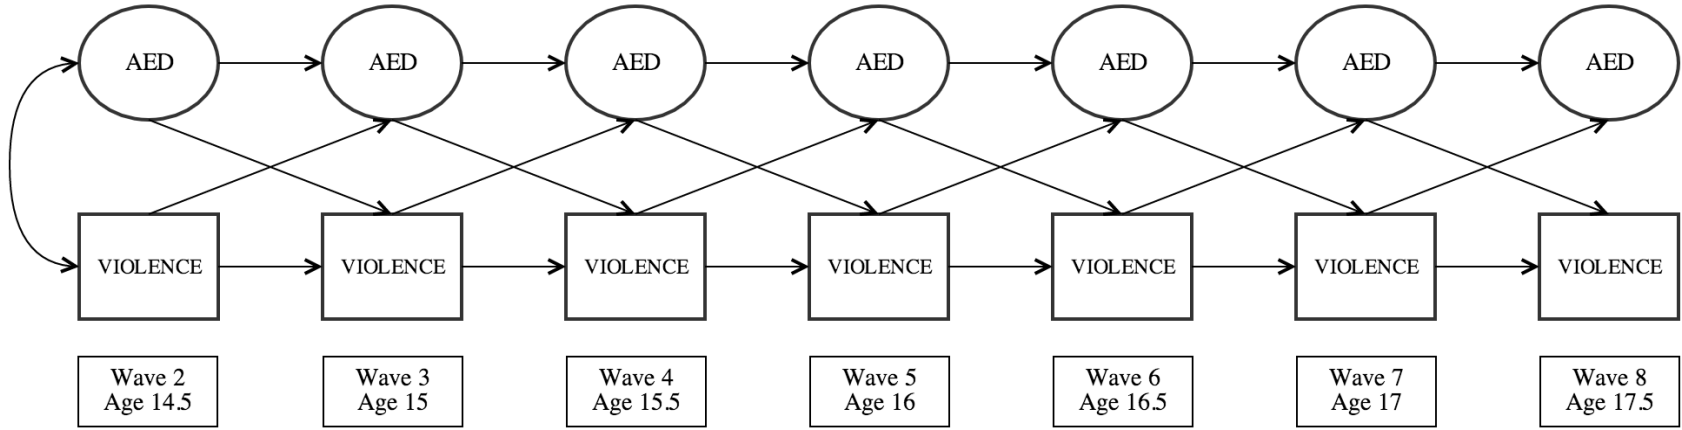 AED
AED
AED
AED
AED
AED
AED
VIOLENCE
VIOLENCE
VIOLENCE
VIOLENCE
VIOLENCE
VIOLENCE
VIOLENCE
Wave 2
Age 14.5
Wave 3
Age 15
Wave 4
Age 15.5
Wave 5
Age 16
Wave 6
Age 16.5
Wave 7
Age 17
Wave 8
Age 17.5